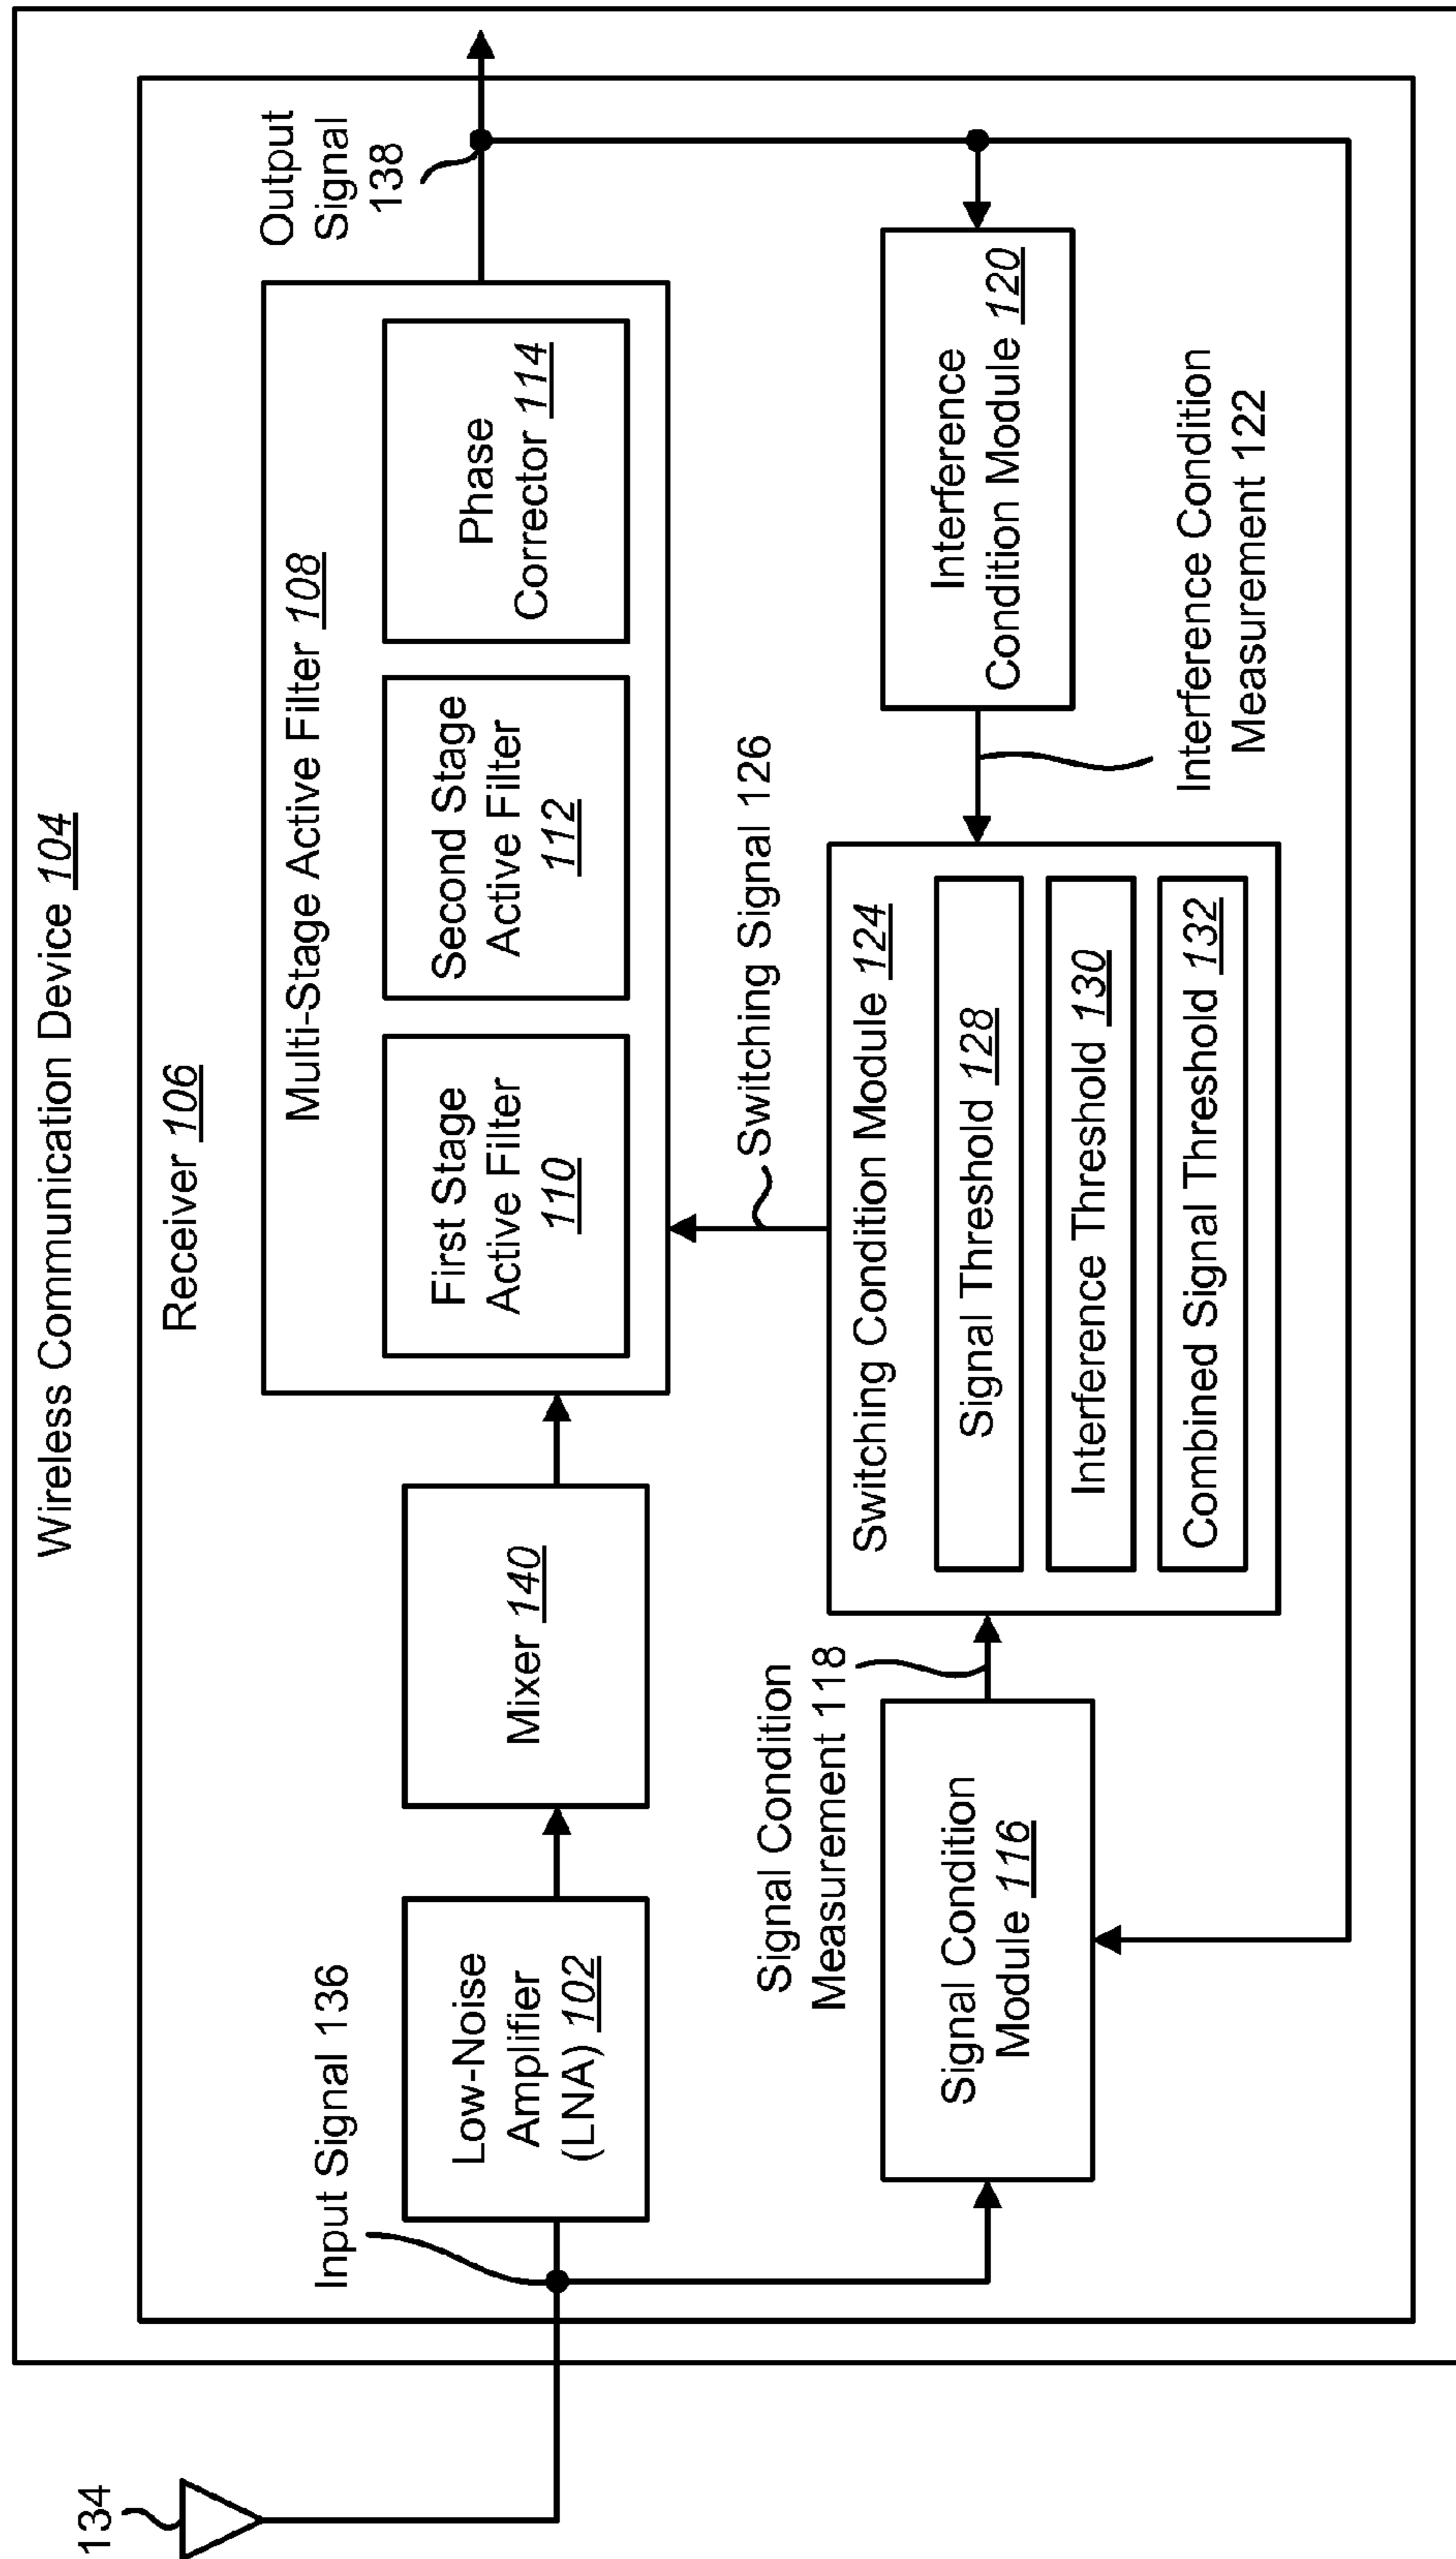 Wireless Communication Device 104
Receiver 106
134
Input Signal 136
Low-Noise
Amplifier
(LNA) 102
Mixer 140
Multi-Stage Active Filter 108
First Stage
Active Filter
110
Second Stage
Active Filter
112
Phase
Corrector 114
Output
Signal
138
Switching Signal 126
Signal Condition
Measurement 118
Signal Condition
Module 116
Switching Condition Module 124
Signal Threshold 128
Interference Threshold 130
Combined Signal Threshold 132
Interference
Condition Module 120
Interference Condition
Measurement 122